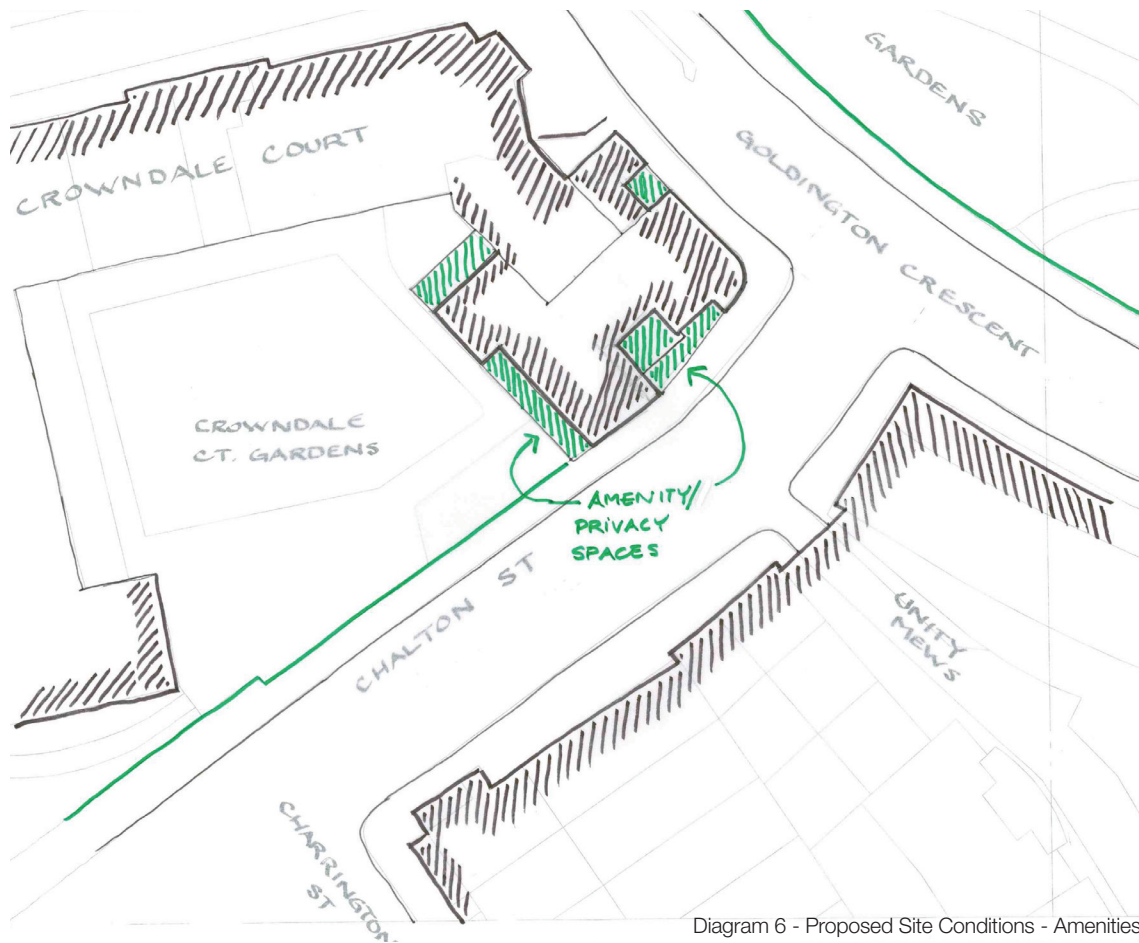 GARDENS
GOLDINGTON CRESCENT
CROWNDALE COURT
CROWNDALE
CT. GARDENS
AMENITY/
PRIVACY
SPACES
CHALTON ST
UNITY
MEWS
CHARRINGTON
ST
Diagram 6 - Proposed Site Conditions - Amenities